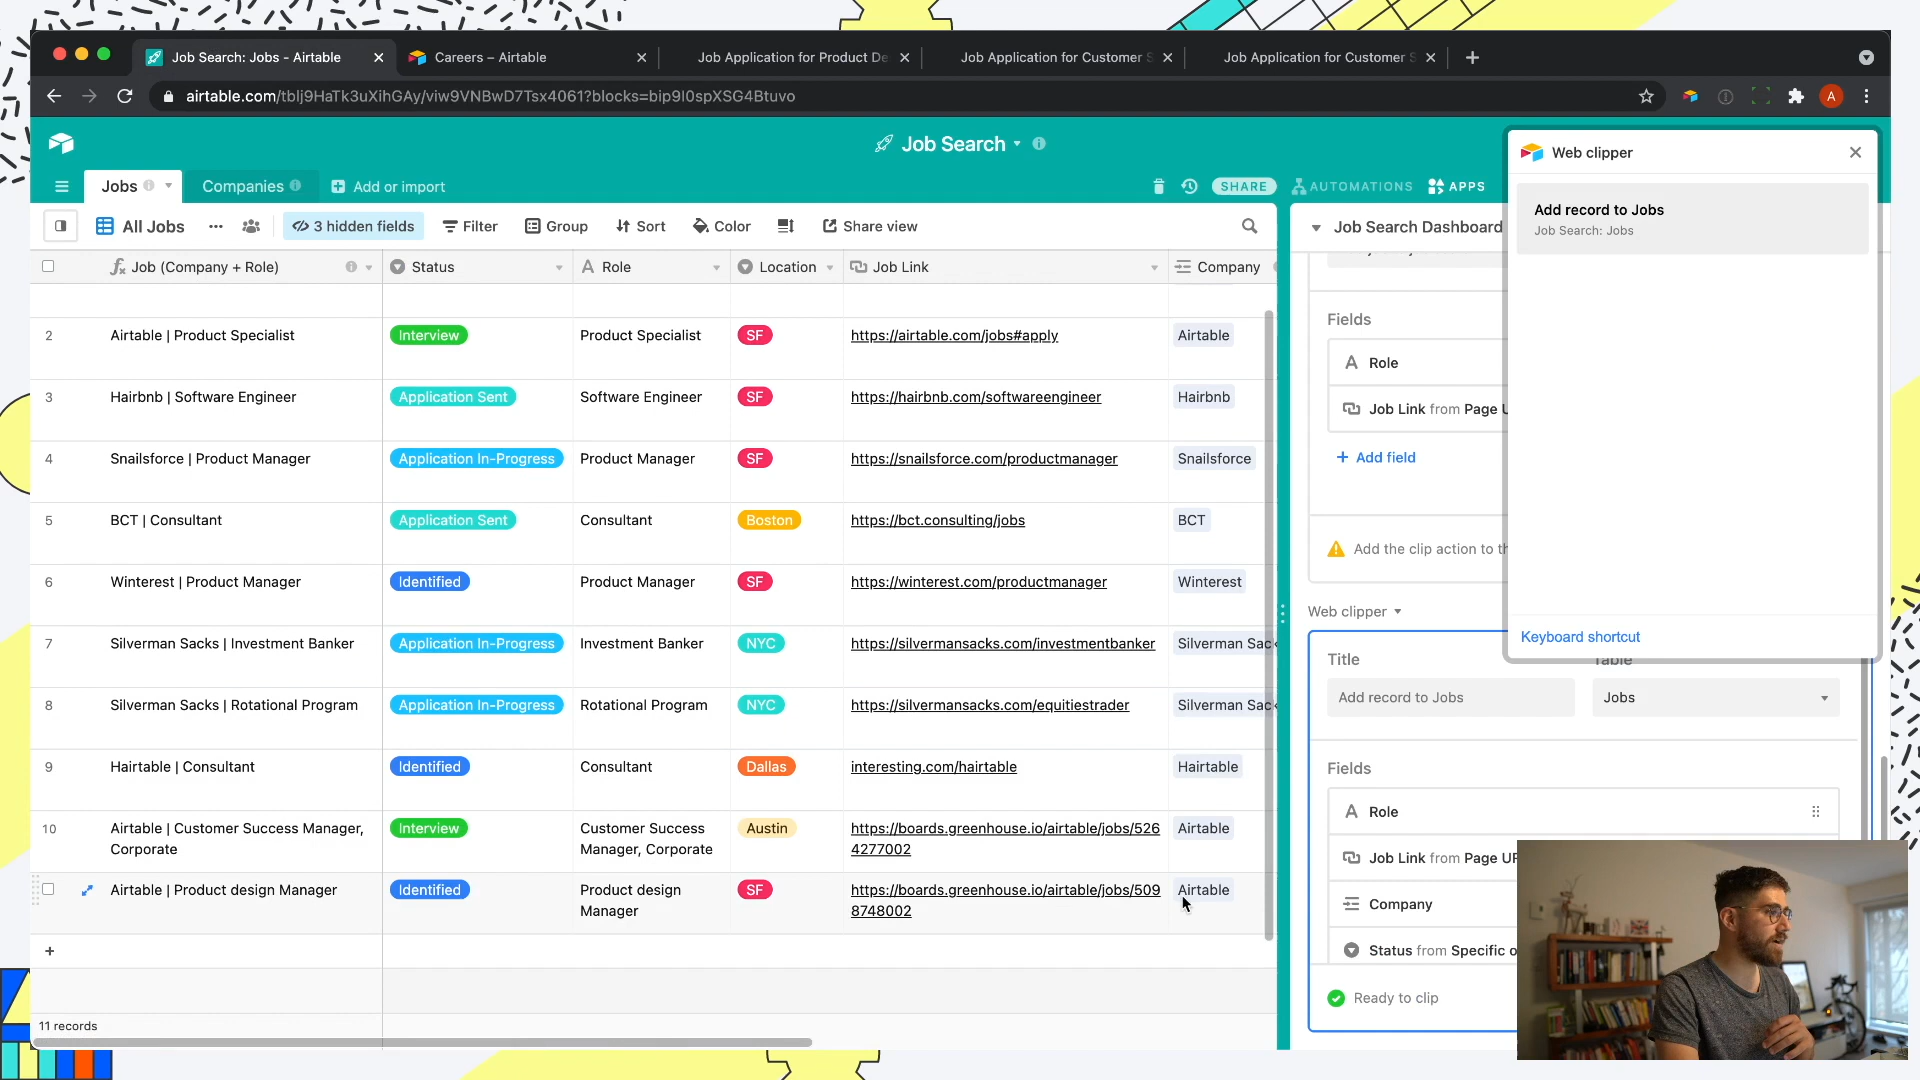 Job Search: Jobs - Airtable
Careers – Airtable
Job Application for Product De
Job Application for Customer S
Job Application for Customer S
airtable.com/tblj9HaTk3uXihGAy/viw9VNBwD7Tsx4061?blocks=bip9l0spXSG4Btuvo
A
Job Search
Jobs
Companies
Add or import
SHARE
AUTOMATIONS
APPS
All Jobs
3 hidden fields
Filter
Group
Sort
Color
Share view
Job (Company + Role)
Status
Role
Location
Job Link
Company
2 Airtable | Product Specialist Interview Product Specialist SF https://airtable.com/jobs#apply Airtable
3 Hairbnb | Software Engineer Application Sent Software Engineer SF https://hairbnb.com/softwareengineer Hairbnb
4 Snailsforce | Product Manager Application In-Progress Product Manager SF https://snailsforce.com/productmanager Snailsforce
5 BCT | Consultant Application Sent Consultant Boston https://bct.consulting/jobs BCT
6 Winterest | Product Manager Identified Product Manager SF https://winterest.com/productmanager Winterest
7 Silverman Sacks | Investment Banker Application In-Progress Investment Banker NYC https://silvermansacks.com/investmentbanker Silverman Sac
8 Silverman Sacks | Rotational Program Application In-Progress Rotational Program NYC https://silvermansacks.com/equitiestrader Silverman Sac
9 Hairtable | Consultant Identified Consultant Dallas interesting.com/hairtable Hairtable
10 Airtable | Customer Success Manager, Interview Customer Success Austin https://boards.greenhouse.io/airtable/jobs/526 Airtable
Corporate Manager, Corporate 4277002
Airtable | Product design Manager Identified Product design SF https://boards.greenhouse.io/airtable/jobs/509 Airtable
Manager 8748002
+
11 records
Job Search Dashboard
Fields
Role
Job Link from Page U
+ Add field
Add the clip action to th
Web clipper
Title
Table
Add record to Jobs
Jobs
Fields
Role
Job Link from Page UR
Company
Status from Specific o
Ready to clip
Web clipper
Add record to Jobs
Job Search: Jobs
Keyboard shortcut